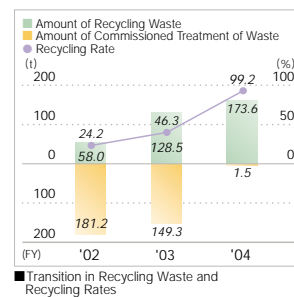 Amount of Recycling Waste
Amount of Commissioned Treatment of Waste
Recycling Rate
(t) (%)
200 99.2 100
173.6
100 24.2 46.3 50
58.0 128.5
0 0
1.5
100
181.2 149.3
200
(FY) '02 '03 '04
Transition in Recycling Waste and
Recycling Rates